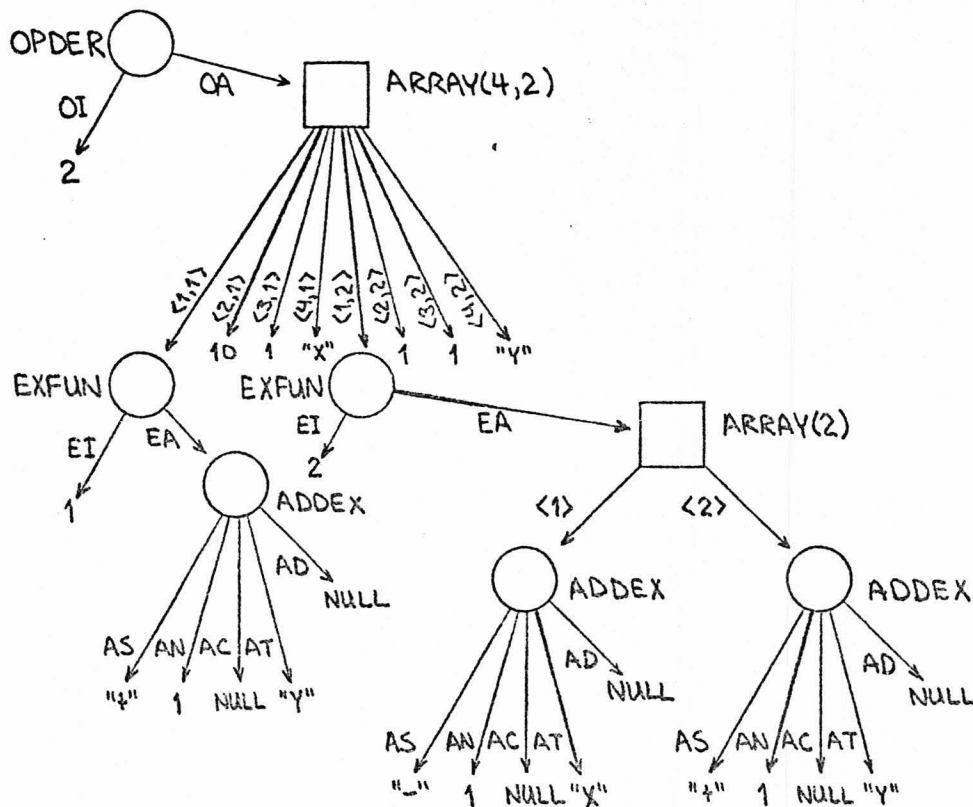 OPDER
OA
ARRAY(4,2)
OI
2
<1,1> <2,1> <3,1> <4,1> <1,2> <2,2> <3,2> <4,2>
10 1 "X" 1 1 "Y"
EXFUN
EXFUN
EI
EA
EI
EA
ARRAY(2)
1
2
ADDEX
<1>
<2>
AD
NULL
ADDEX
ADDEX
AS AN AC AT
AD
NULL
AD
NULL
"+" 1 NULL "Y"
AS AN AC AT
AS AN AC AT
"-" 1 NULL "X"
"+" 1 NULL "Y"